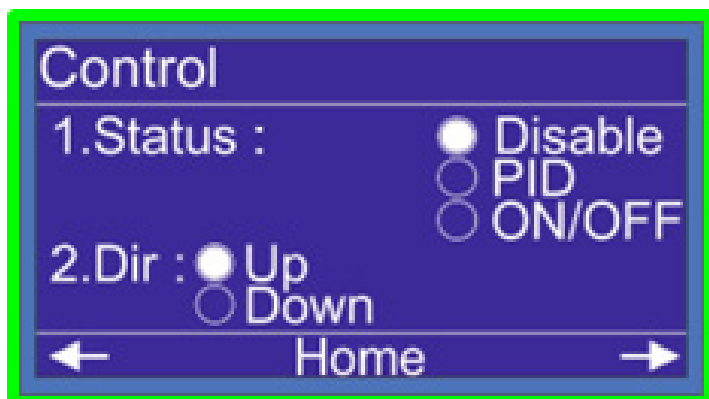 Control
1.Status : Disable
PID
ON/OFF
2.Dir : Up
Down
Home